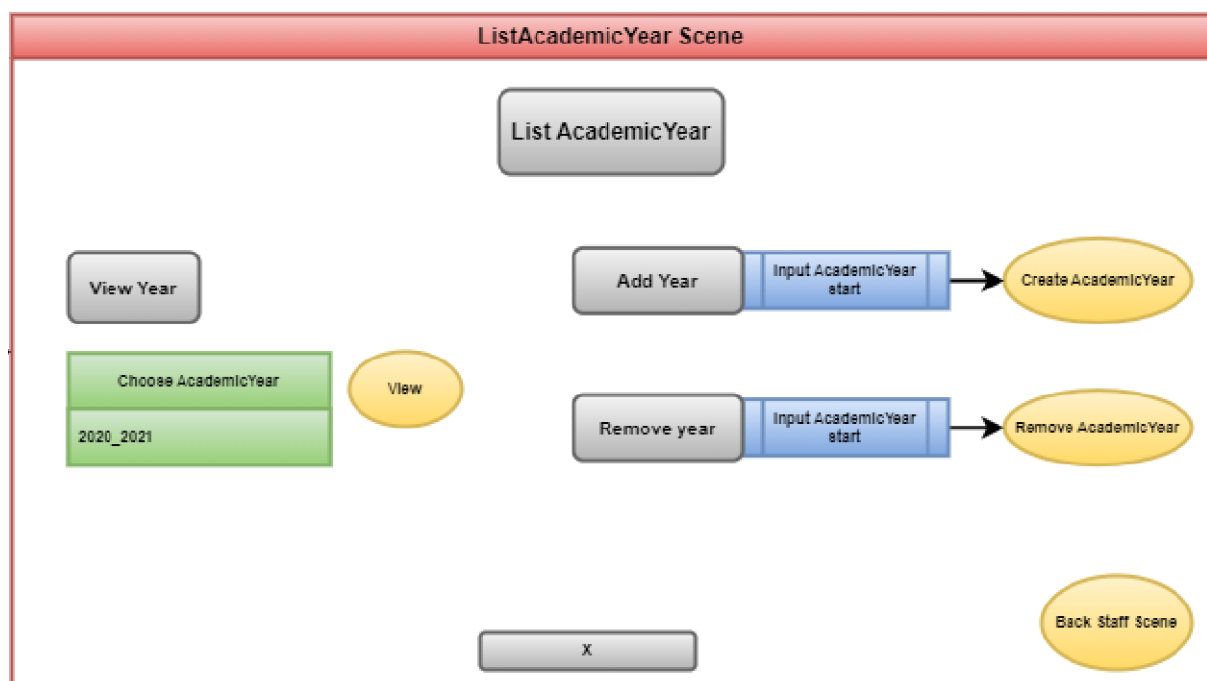 ListAcademicYear Scene
List AcademicYear
View Year
Choose AcademicYear
2020_2021
View
Add Year
Input AcademicYear
start
Create AcademicYear
Remove year
Input AcademicYear
start
Remove AcademicYear
Back Staff Scene
X